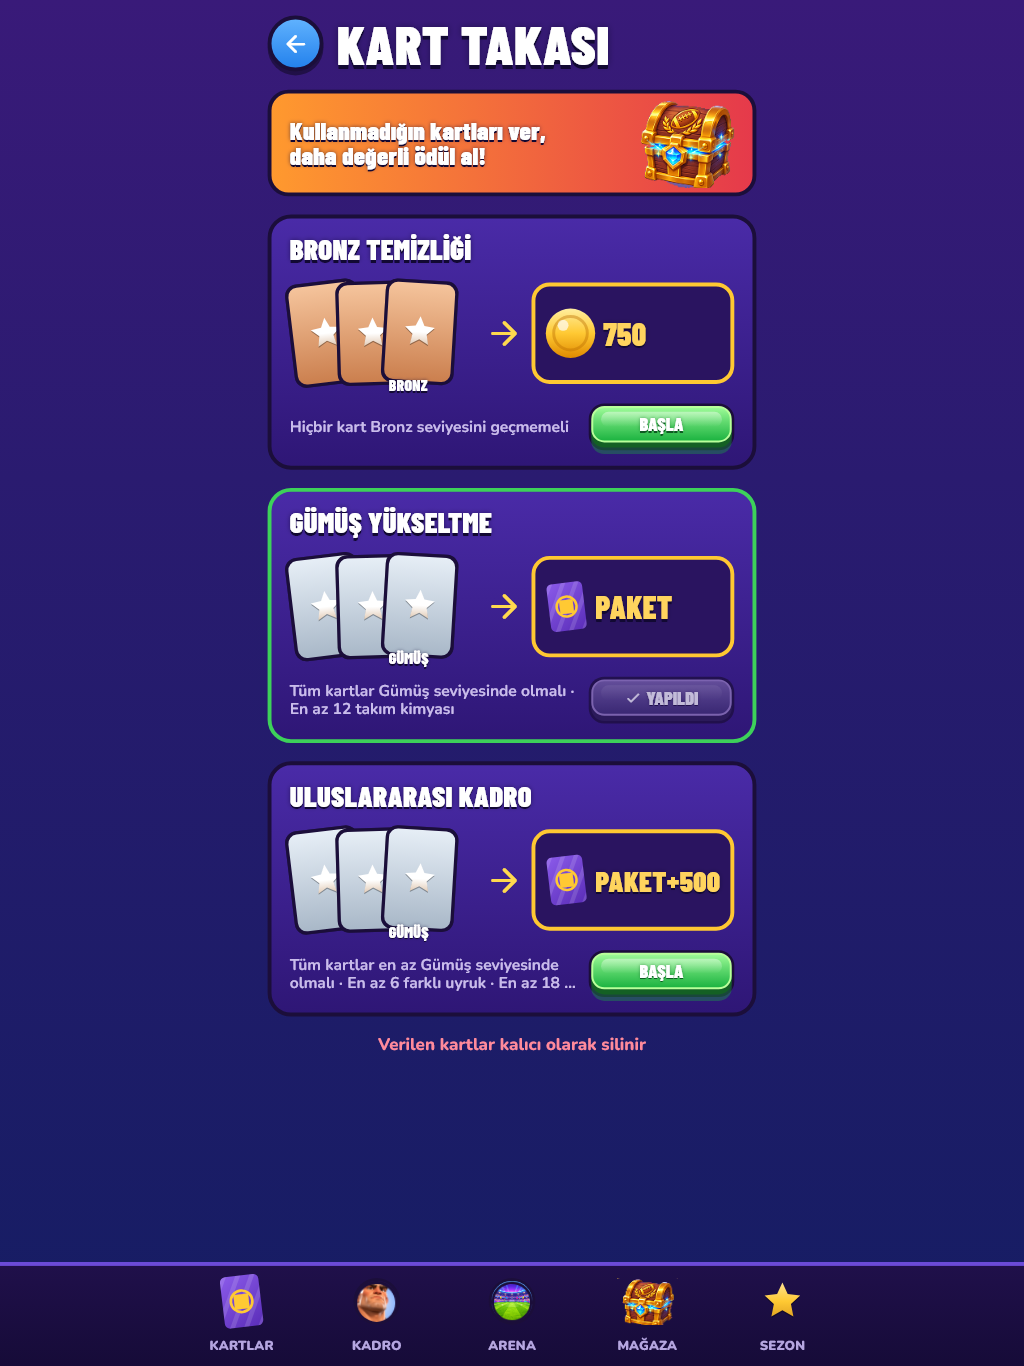 KART TAKASI
Kullanmadığın kartları ver,
daha değerli ödül al!
BRONZ TEMİZLİĞİ
750
BRONZ
Hiçbir kart Bronz seviyesini geçmemeli
BAŞLA
GÜMÜŞ YÜKSELTME
PAKET
GÜMÜŞ
Tüm kartlar Gümüş seviyesinde olmalı ·
En az 12 takım kimyası
YAPILDI
ULUSLARARASI KADRO
PAKET+500
GÜMÜŞ
Tüm kartlar en az Gümüş seviyesinde
olmalı · En az 6 farklı uyruk · En az 18 ...
BAŞLA
Verilen kartlar kalıcı olarak silinir
KARTLAR
KADRO
ARENA
MAĞAZA
SEZON